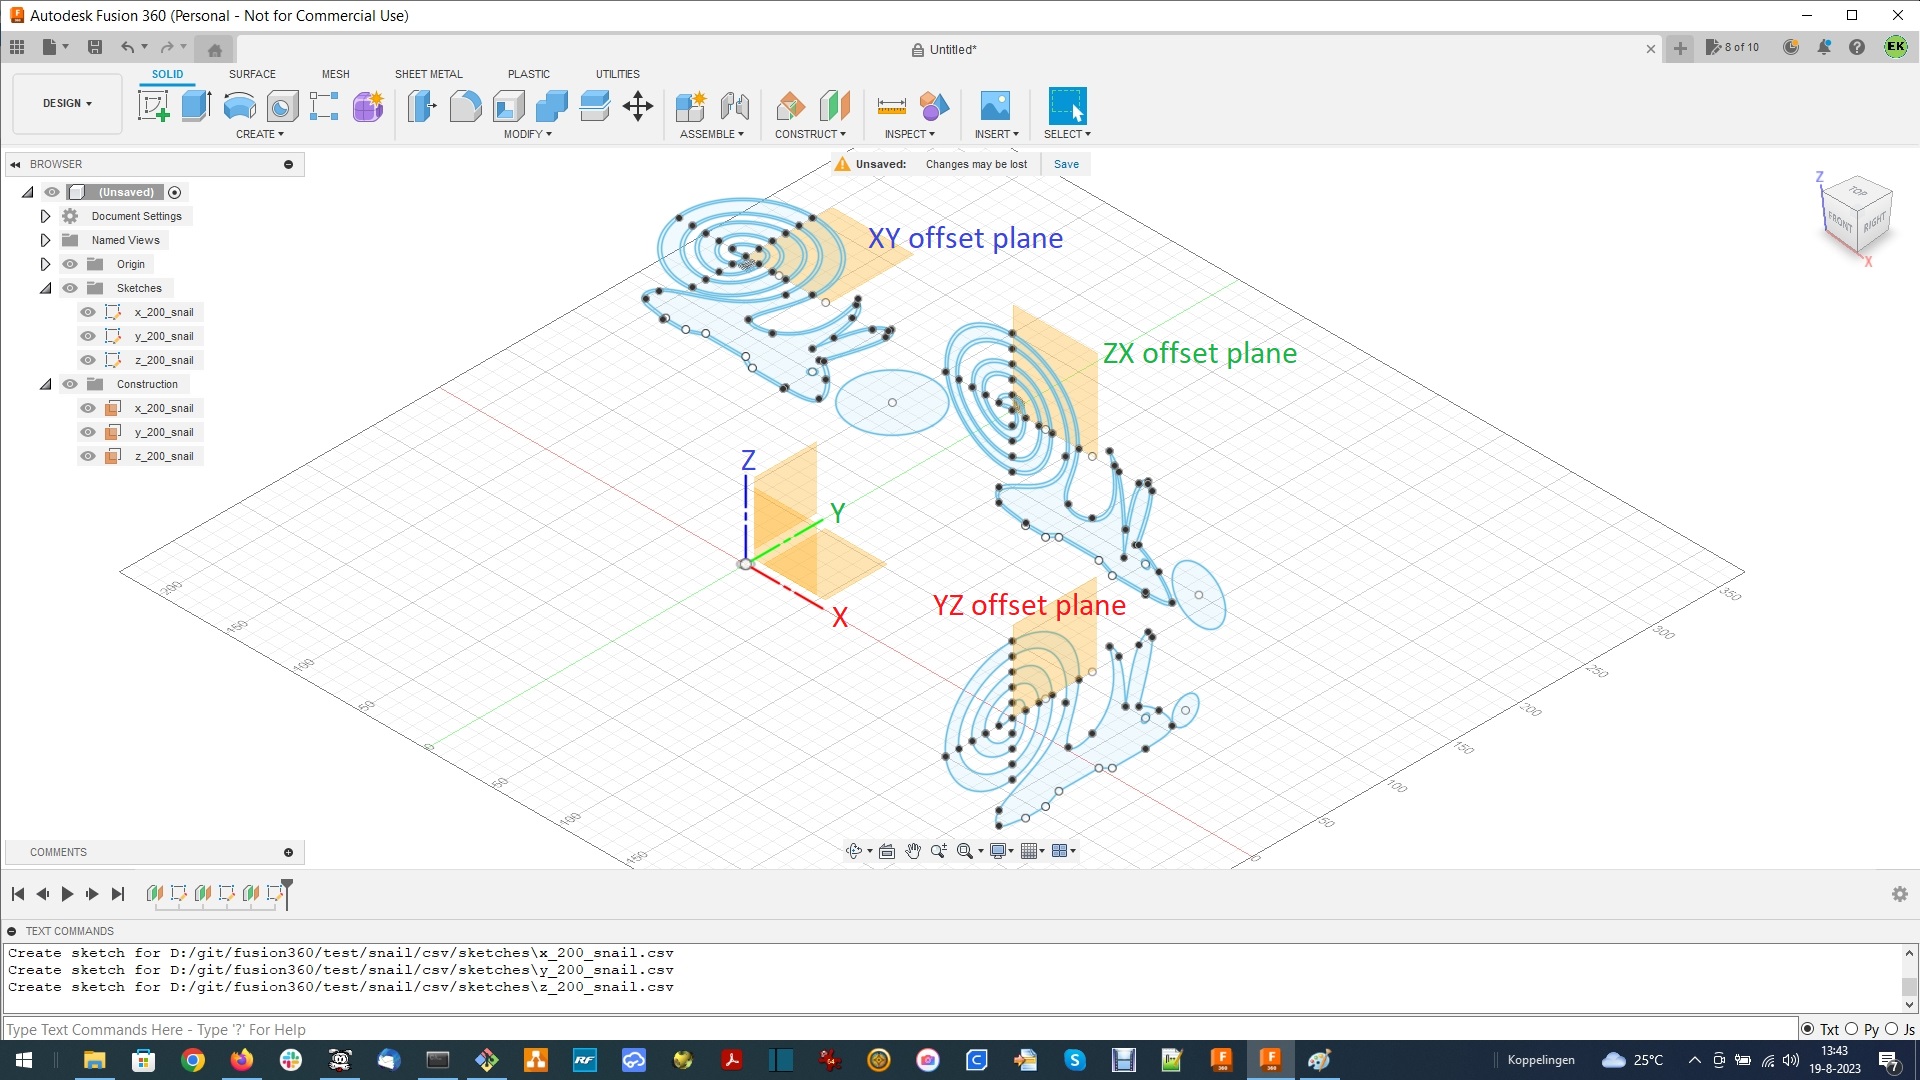 Autodesk Fusion 360 (Personal - Not for Commercial Use)
Untitled*
8 of 10
EK
DESIGN
SOLID SURFACE MESH SHEET METAL PLASTIC UTILITIES
CREATE MODIFY ASSEMBLE CONSTRUCT INSPECT INSERT SELECT
BROWSER
Unsaved: Changes may be lost Save
(Unsaved)
Document Settings
Named Views
Origin
Sketches
x_200_snail
y_200_snail
z_200_snail
Construction
x_200_snail
y_200_snail
z_200_snail
Z
TOP
FRONT
RIGHT
X
XY offset plane
ZX offset plane
Z
Y
X
YZ offset plane
200
150
100
50
0
50
100
150
350
300
250
200
150
100
50
0
COMMENTS
TEXT COMMANDS
Create sketch for D:/git/fusion360/test/snail/csv/sketches\x_200_snail.csv
Create sketch for D:/git/fusion360/test/snail/csv/sketches\y_200_snail.csv
Create sketch for D:/git/fusion360/test/snail/csv/sketches\z_200_snail.csv
Type Text Commands Here - Type '?' For Help
Txt Py Js
Koppelingen
25°C
13:43
19-8-2023
7